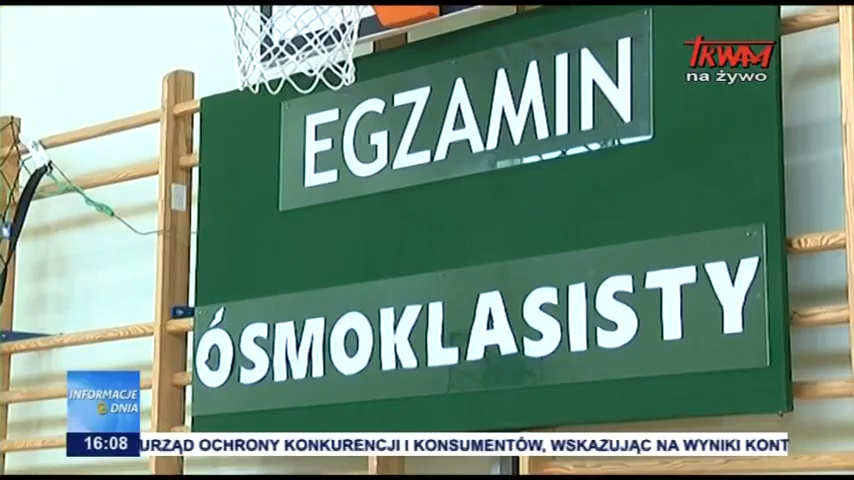 EGZAMIN
TRWAM
na żywo
ÓSMOKLASISTY
INFORMACJE
DNIA
16:08
URZĄD OCHRONY KONKURENCJI I KONSUMENTÓW, WSKAZUJĄC NA WYNIKI KONT